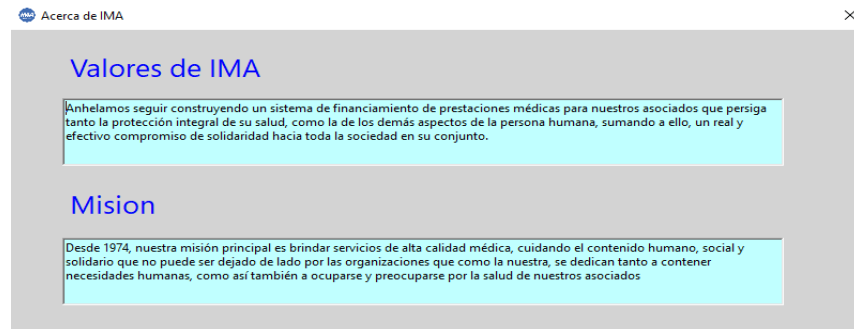 Acerca de IMA
Valores de IMA
Anhelamos seguir construyendo un sistema de financiamiento de prestaciones médicas para nuestros asociados que persiga
tanto la protección integral de su salud, como la de los demás aspectos de la persona humana, sumando a ello, un real y
efectivo compromiso de solidaridad hacia toda la sociedad en su conjunto.
Mision
Desde 1974, nuestra misión principal es brindar servicios de alta calidad médica, cuidando el contenido humano, social y
solidario que no puede ser dejado de lado por las organizaciones que como la nuestra, se dedican tanto a contener
necesidades humanas, como así también a ocuparse y preocuparse por la salud de nuestros asociados